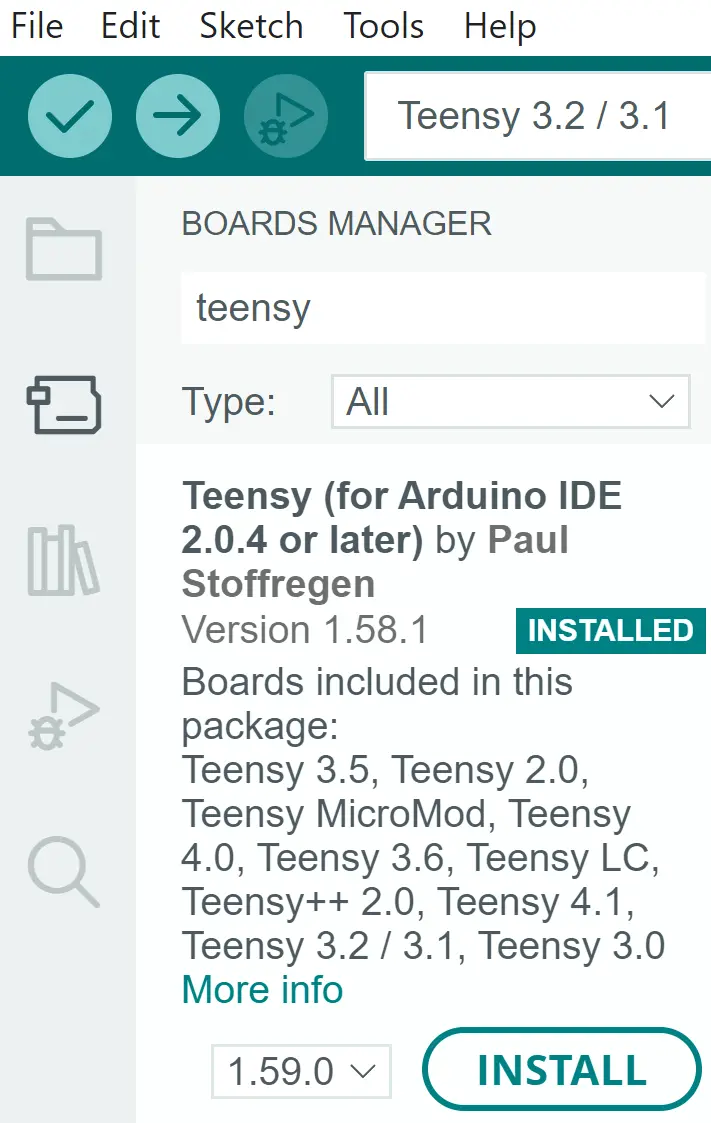 File Edit Sketch Tools Help
Teensy 3.2 / 3.1
BOARDS MANAGER
teensy
Type: All
Teensy (for Arduino IDE
2.0.4 or later) by Paul
Stoffregen
Version 1.58.1 INSTALLED
Boards included in this
package:
Teensy 3.5, Teensy 2.0,
Teensy MicroMod, Teensy
4.0, Teensy 3.6, Teensy LC,
Teensy++ 2.0, Teensy 4.1,
Teensy 3.2 / 3.1, Teensy 3.0
More info
1.59.0 INSTALL